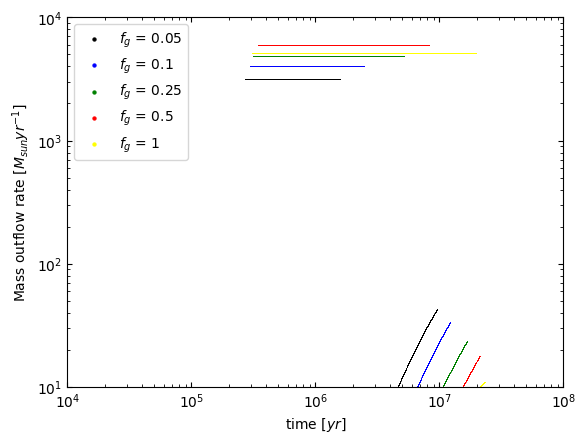 10^4
10^3
10^2
10^1
Mass outflow rate [M_{sun}yr^{-1}]
f_g = 0.05
f_g = 0.1
f_g = 0.25
f_g = 0.5
f_g = 1
10^4 10^5 10^6 10^7 10^8
time [yr]